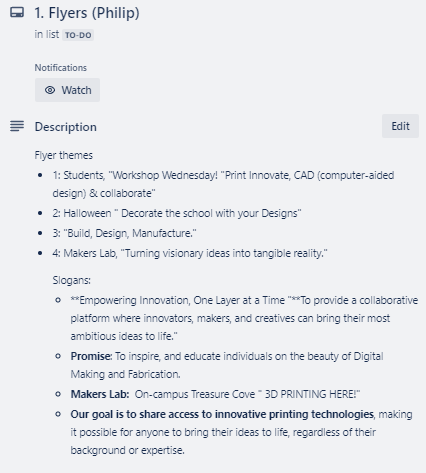 1. Flyers (Philip)
in list TO-DO
Notifications
Watch
Description
Edit
Flyer themes
1: Students, "Workshop Wednesday! "Print Innovate, CAD (computer-aided
design) & collaborate"
2: Halloween " Decorate the school with your Designs"
3: "Build, Design, Manufacture."
4: Makers Lab, "Turning visionary ideas into tangible reality."
Slogans:
**Empowering Innovation, One Layer at a Time "**To provide a collaborative
platform where innovators, makers, and creatives can bring their most
ambitious ideas to life."
Promise: To inspire, and educate individuals on the beauty of Digital
Making and Fabrication.
Makers Lab: On-campus Treasure Cove " 3D PRINTING HERE!"
Our goal is to share access to innovative printing technologies, making
it possible for anyone to bring their ideas to life, regardless of their
background or expertise.